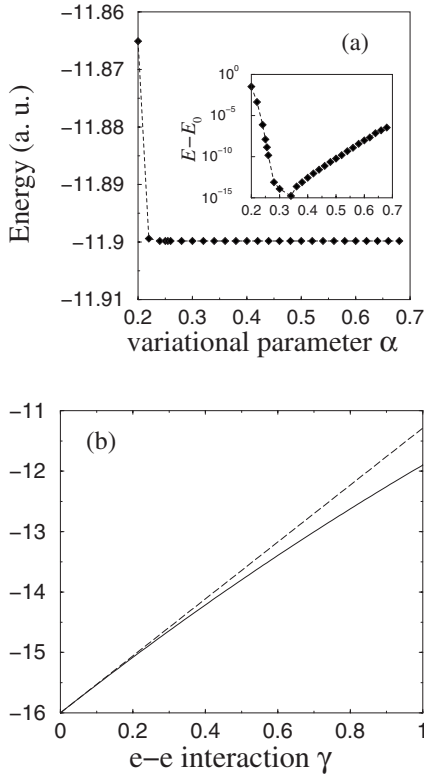 -11.86
-11.87
-11.88
-11.89
-11.9
-11.91
Energy (a. u.)
(a)
10^0
10^-5
10^-10
10^-15
E-E_0
0.2 0.3 0.4 0.5 0.6 0.7
0.2 0.3 0.4 0.5 0.6 0.7
variational parameter α
-11
-12
-13
-14
-15
-16
(b)
0 0.2 0.4 0.6 0.8 1
e-e interaction γ